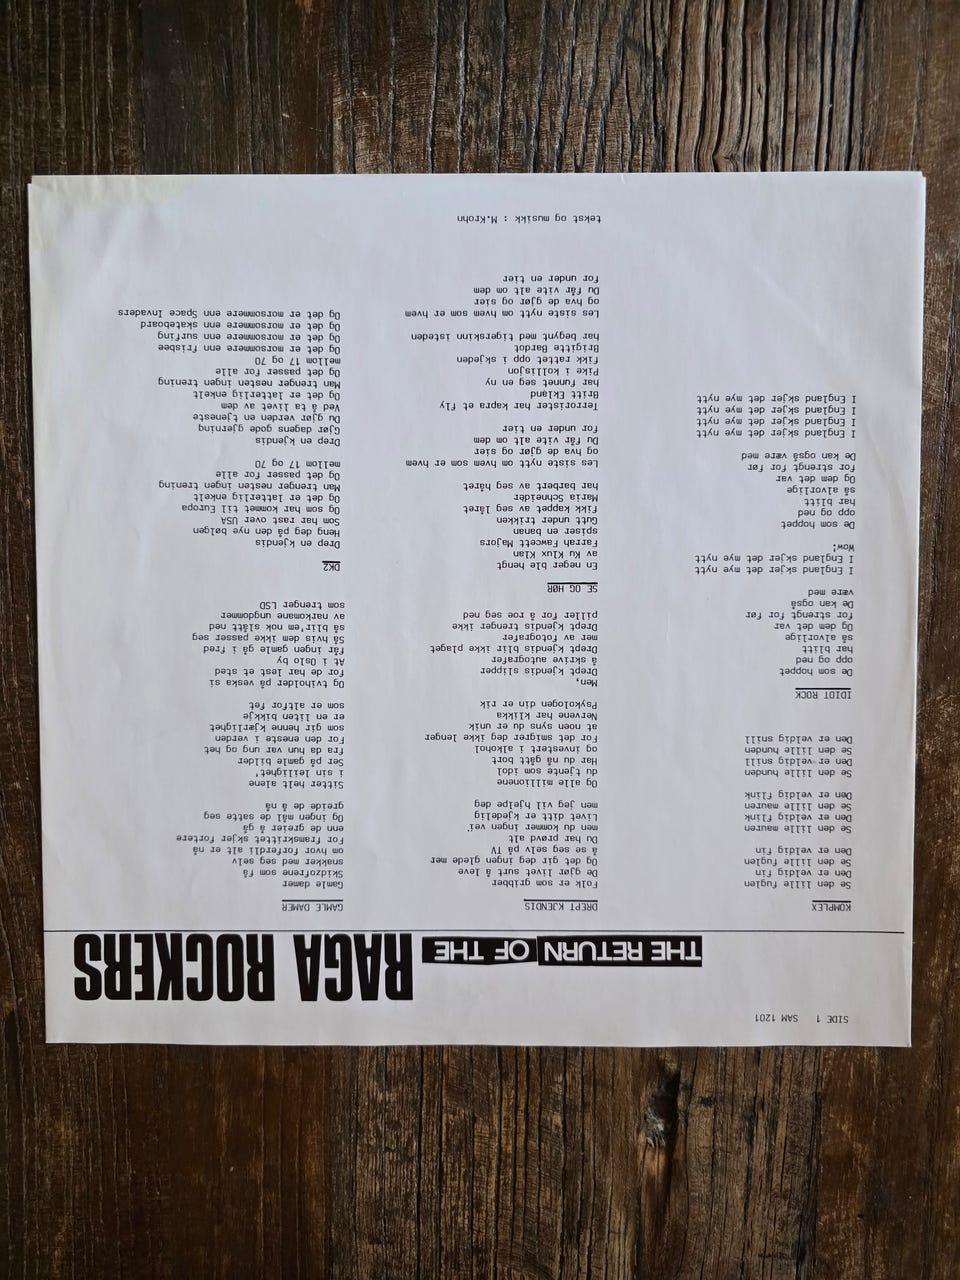 SIDE 1 SAM 1201
THE RETURN OF THE RAGA ROCKERS
KOMPLEX
Se den lille fuglen
Den er veldig fin
Se den lille fuglen
Den er veldig fin
Se den lille mauren
Den er veldig flink
Se den lille mauren
Den er veldig flink
Se den lille hunden
Den er veldig snill
Se den lille hunden
Den er veldig snill
IDIOT ROCK
De som hoppet
opp og ned
har blitt
så alvorlige
Og dem det var
for strengt for før
De kan også
være med
I England skjer det mye nytt
I England skjer det mye nytt
Wow!
De som hoppet
opp og ned
har blitt
så alvorlige
Og dem det var
for strengt for før
De kan også være med
I England skjer det mye nytt
I England skjer det mye nytt
I England skjer det mye nytt
I England skjer det mye nytt
DREPT KJENDIS
Folk er som gribber
De gjør livet surt å leve
Og det gir deg ingen glede mer
å se seg selv på TV
Du har prøvd alt
men du kommer ingen vei
Livet ditt er kjedelig
men jeg vil hjelpe deg
Og alle millionene
du tjente som idol
Har du nå gått bort
og investert i alkohol
For det smigrer deg ikke lenger
at noen syns du er unik
Nervene har klikka
Psykologen din er rik
Men,
Drept kjendis slipper
å skrive autografer
Drept kjendis blir ikke plaget
mer av fotografer
Drept kjendis trenger ikke
piller for å roe seg ned
SE OG HØR
En neger ble hengt
av Ku Klux Klan
Farrah Fawcett Majors
spiser en banan
Gutt under trikken
fikk kappet av seg låret
Maria Schneider
har barbert av seg håret
Les siste nytt om hvem som er hvem
og hva de gjør og sier
Du får vite alt om dem
for under en tier
Terrorister har kapra et fly
Britt Ekland
har funnet seg en ny
Pike i kollisjon
fikk rattet opp i skjeden
Brigitte Bardot
har begynt med tigerskinn isteden
Les siste nytt om hvem som er hvem
og hva de gjør og sier
Du får vite alt om dem
for under en tier
tekst og musikk : M.Krohn
GAMLE DAMER
Gamle damer
Skidzofrene som få
snakker med seg selv
om hvor forferdlig alt er nå
For framskrittet skjer fortere
enn de greier å gå
Og ingen mål de satte seg
greide de å nå
Sitter helt alene
i sin leilighet'
Ser på gamle bilder
fra da hun var ung og het
For den eneste i verden
som gir henne kjærlighet
er en liten bikkje
som er altfor fet
Og tviholder på veska si
for de har lest et sted
At i Oslo by
får ingen gamle gå i fred
Så hvis dem ikke passer seg
så blir'em nok slått ned
av narkomane ungdommer
som trenger LSD
DK2
Drep en kjendis
Heng deg på den nye bølgen
Som har rast over USA
Og som har kommet til Europa
Og det er latterlig enkelt
Man trenger nesten ingen trening
Og det passer for alle
mellom 17 og 70
Drep en kjendis
Gjør dagens gode gjerning
Du gjør verden en tjeneste
Ved å ta livet av dem
Og det er latterlig enkelt
Man trenger nesten ingen trening
Og det passer for alle
mellom 17 og 70
Og det er morsommere enn frisbee
Og det er morsommere enn surfing
Og det er morsommere enn skateboard
Og det er morsommere enn Space Invaders